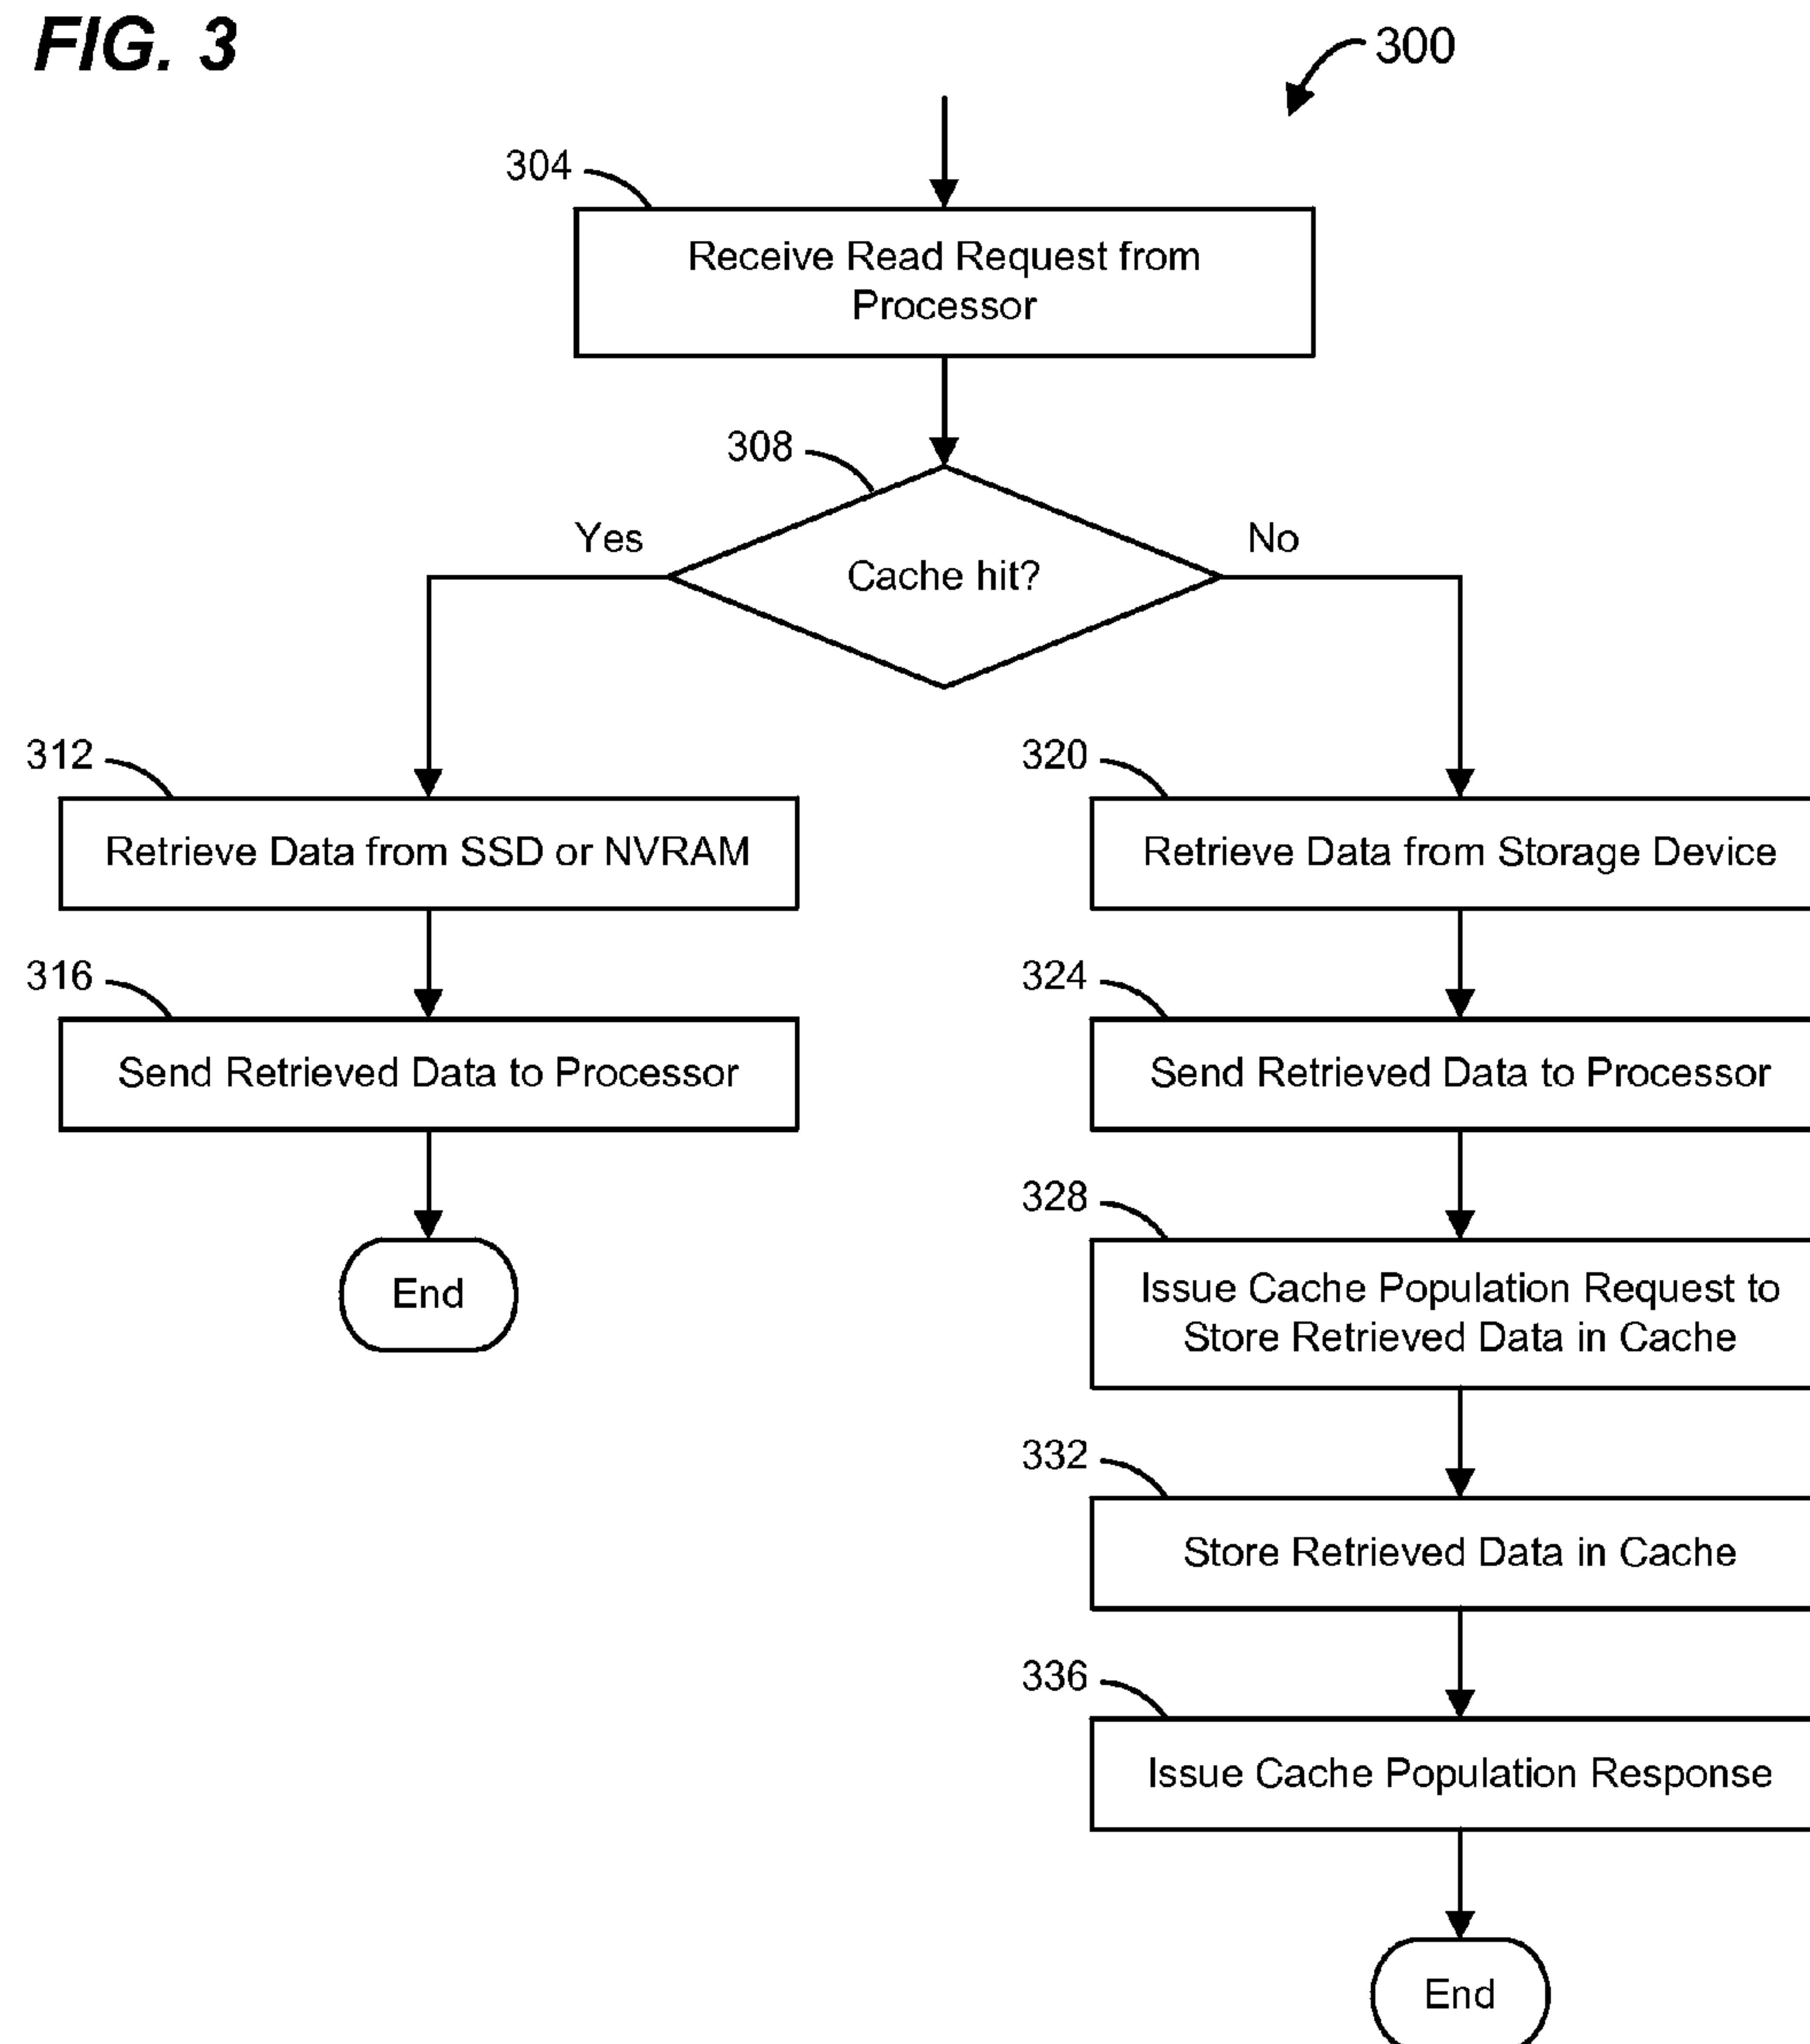 FIG. 3
300
304
Receive Read Request from
Processor
308
Yes
No
Cache hit?
312
Retrieve Data from SSD or NVRAM
316
Send Retrieved Data to Processor
End
320
Retrieve Data from Storage Device
324
Send Retrieved Data to Processor
328
Issue Cache Population Request to
Store Retrieved Data in Cache
332
Store Retrieved Data in Cache
336
Issue Cache Population Response
End